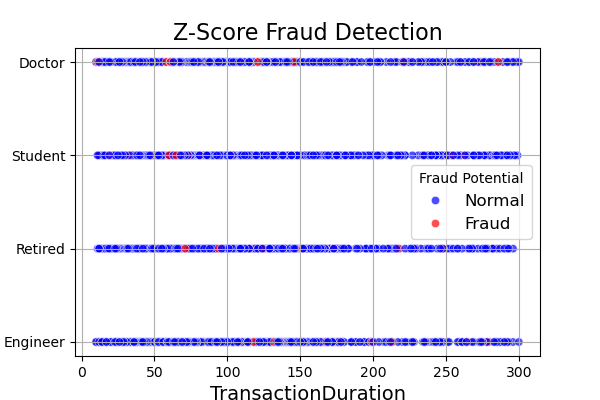 Z-Score Fraud Detection
Doctor
Student
Retired
Engineer
Fraud Potential
Normal
Fraud
0 50 100 150 200 250 300
TransactionDuration